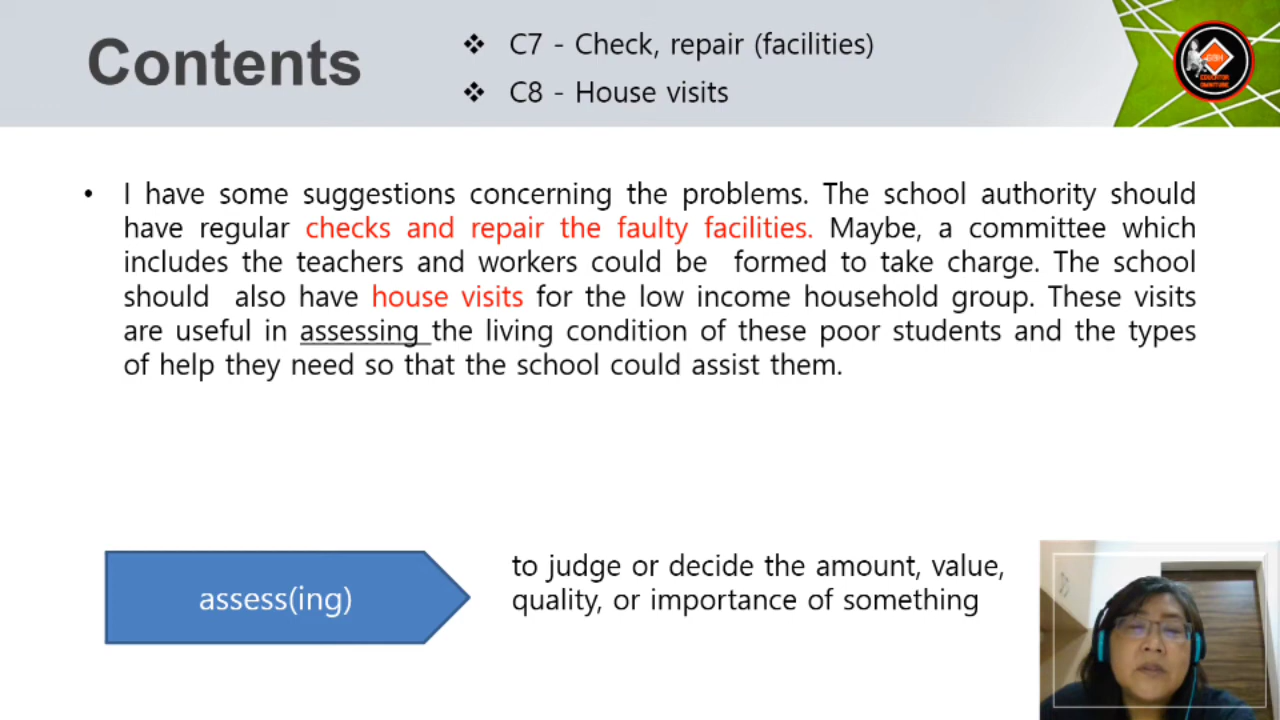 Contents
❖ C7 - Check, repair (facilities)
❖ C8 - House visits
• I have some suggestions concerning the problems. The school authority should
have regular checks and repair the faulty facilities. Maybe, a committee which
includes the teachers and workers could be formed to take charge. The school
should also have house visits for the low income household group. These visits
are useful in assessing the living condition of these poor students and the types
of help they need so that the school could assist them.
assess(ing)
to judge or decide the amount, value,
quality, or importance of something